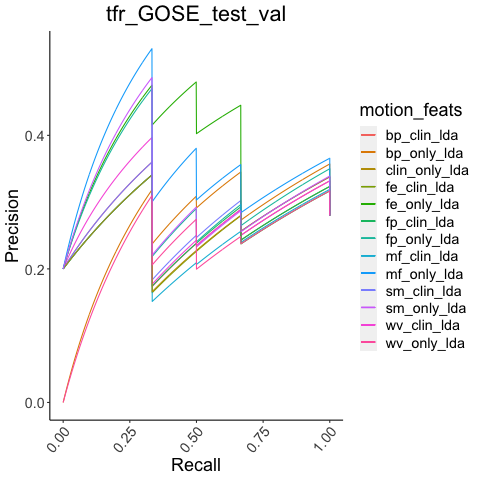 tfr_GOSE_test_val
Precision
0.4
0.2
0.0
0.00
0.25
0.50
0.75
1.00
Recall
motion_feats
bp_clin_lda
bp_only_lda
clin_only_lda
fe_clin_lda
fe_only_lda
fp_clin_lda
fp_only_lda
mf_clin_lda
mf_only_lda
sm_clin_lda
sm_only_lda
wv_clin_lda
wv_only_lda